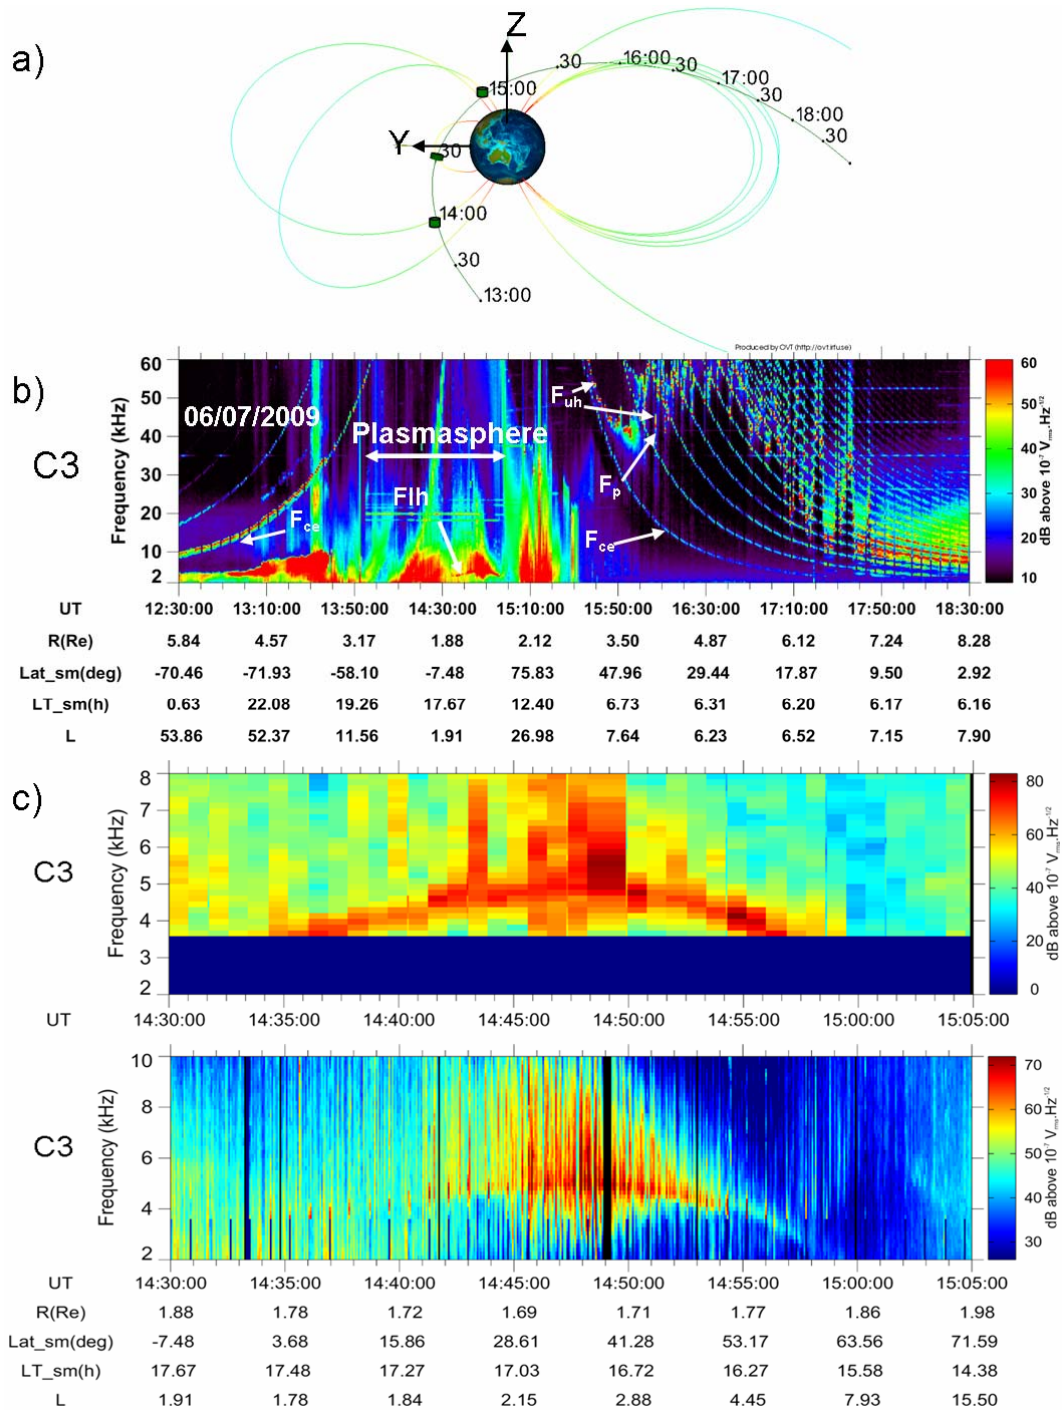 a)
Z
Y
.30
16:00
.30
17:00
.30
18:00
.30
15:00
30
14:00
.30
13:00
Produced by OVT (http://ovt.irfu.se)
b)
C3
Frequency (kHz)
60
50
40
30
20
10
2
06/07/2009
Plasmasphere
Flh
Fce
Fuh
Fp
Fce
60
50
40
30
20
10
dB above 10⁻⁷ Vrms.Hz⁻¹ᐟ²
UT 12:30:00 13:10:00 13:50:00 14:30:00 15:10:00 15:50:00 16:30:00 17:10:00 17:50:00 18:30:00
R(Re) 5.84 4.57 3.17 1.88 2.12 3.50 4.87 6.12 7.24 8.28
Lat_sm(deg) -70.46 -71.93 -58.10 -7.48 75.83 47.96 29.44 17.87 9.50 2.92
LT_sm(h) 0.63 22.08 19.26 17.67 12.40 6.73 6.31 6.20 6.17 6.16
L 53.86 52.37 11.56 1.91 26.98 7.64 6.23 6.52 7.15 7.90
c)
C3
Frequency (kHz)
8
7
6
5
4
3
2
80
60
40
20
0
dB above 10⁻⁷ Vrms.Hz⁻¹ᐟ²
UT 14:30:00 14:35:00 14:40:00 14:45:00 14:50:00 14:55:00 15:00:00 15:05:00
C3
Frequency (kHz)
10
8
6
4
2
70
60
50
40
30
dB above 10⁻⁷ Vrms.Hz⁻¹ᐟ²
UT 14:30:00 14:35:00 14:40:00 14:45:00 14:50:00 14:55:00 15:00:00 15:05:00
R(Re) 1.88 1.78 1.72 1.69 1.71 1.77 1.86 1.98
Lat_sm(deg) -7.48 3.68 15.86 28.61 41.28 53.17 63.56 71.59
LT_sm(h) 17.67 17.48 17.27 17.03 16.72 16.27 15.58 14.38
L 1.91 1.78 1.84 2.15 2.88 4.45 7.93 15.50